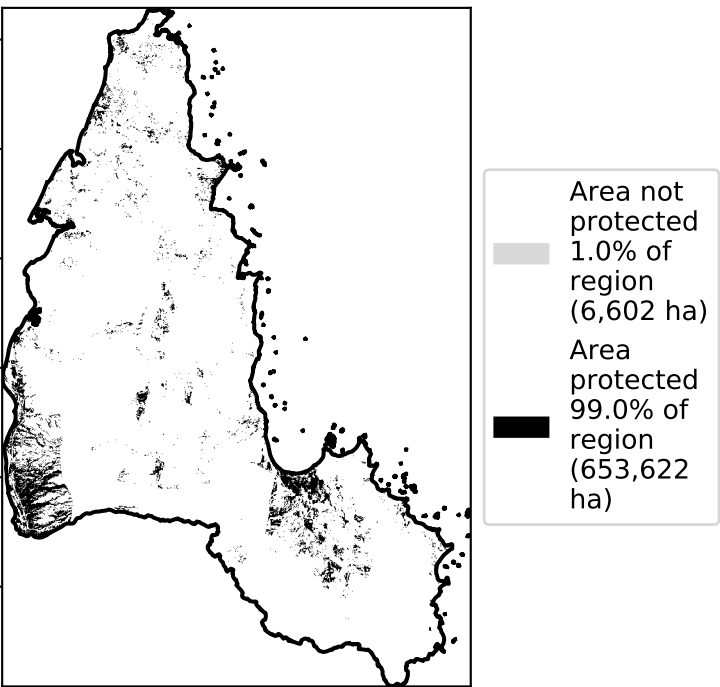 Area not
protected
1.0% of
region
(6,602 ha)
Area
protected
99.0% of
region
(653,622
ha)